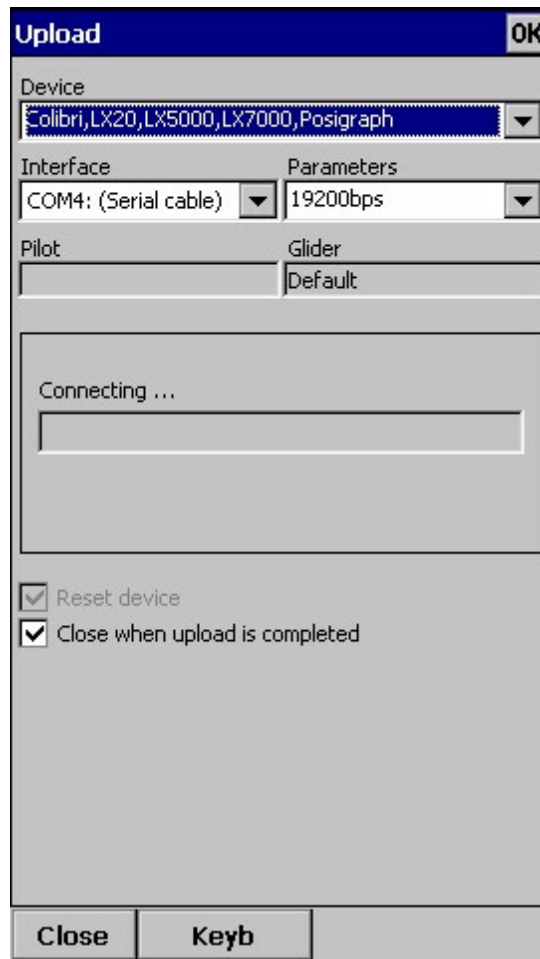 Upload OK
Device
Colibri,LX20,LX5000,LX7000,Posigraph
Interface Parameters
COM4: (Serial cable) 19200bps
Pilot Glider
Default
Connecting ...
Reset device
Close when upload is completed
Close Keyb